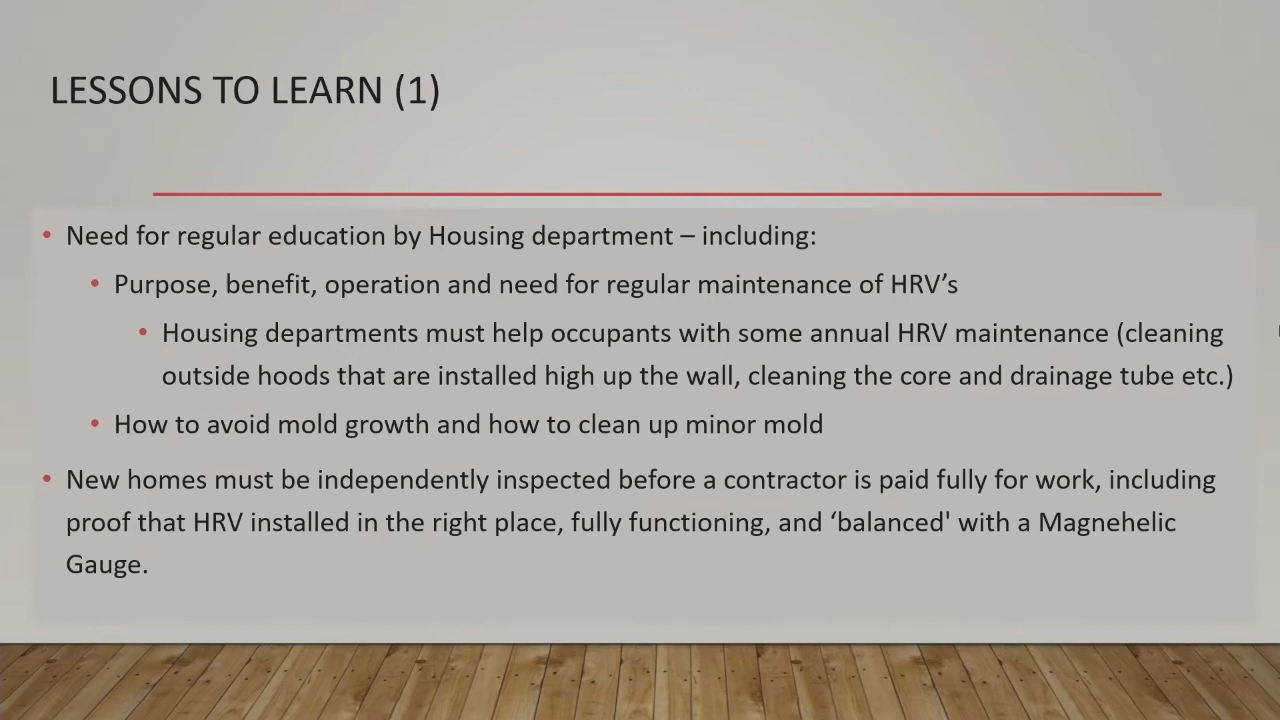 LESSONS TO LEARN (1)
• Need for regular education by Housing department – including:
• Purpose, benefit, operation and need for regular maintenance of HRV’s
• Housing departments must help occupants with some annual HRV maintenance (cleaning
outside hoods that are installed high up the wall, cleaning the core and drainage tube etc.)
• How to avoid mold growth and how to clean up minor mold
• New homes must be independently inspected before a contractor is paid fully for work, including
proof that HRV installed in the right place, fully functioning, and ‘balanced' with a Magnehelic
Gauge.